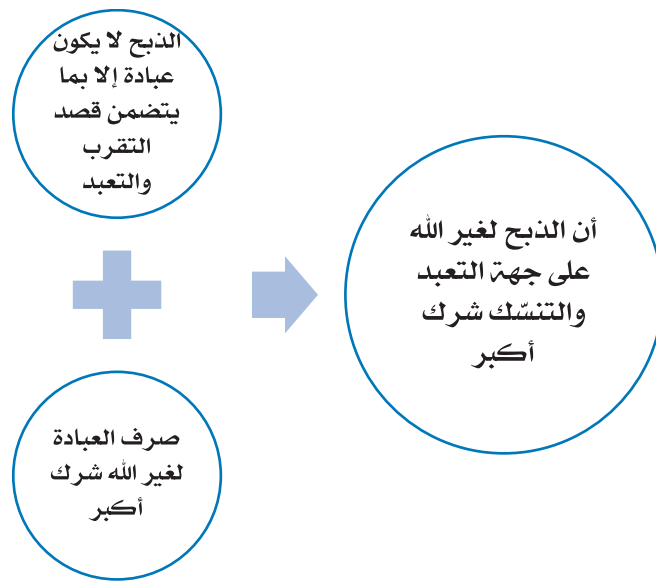 الذبح لا يكون
عبادة إلا بما
يتضمن قصد
التقرب
والتعبد
صرف العبادة
لغير الله شرك
أكبر
أن الذبح لغير الله
على جهة التعبد
والتنسّك شرك
أكبر